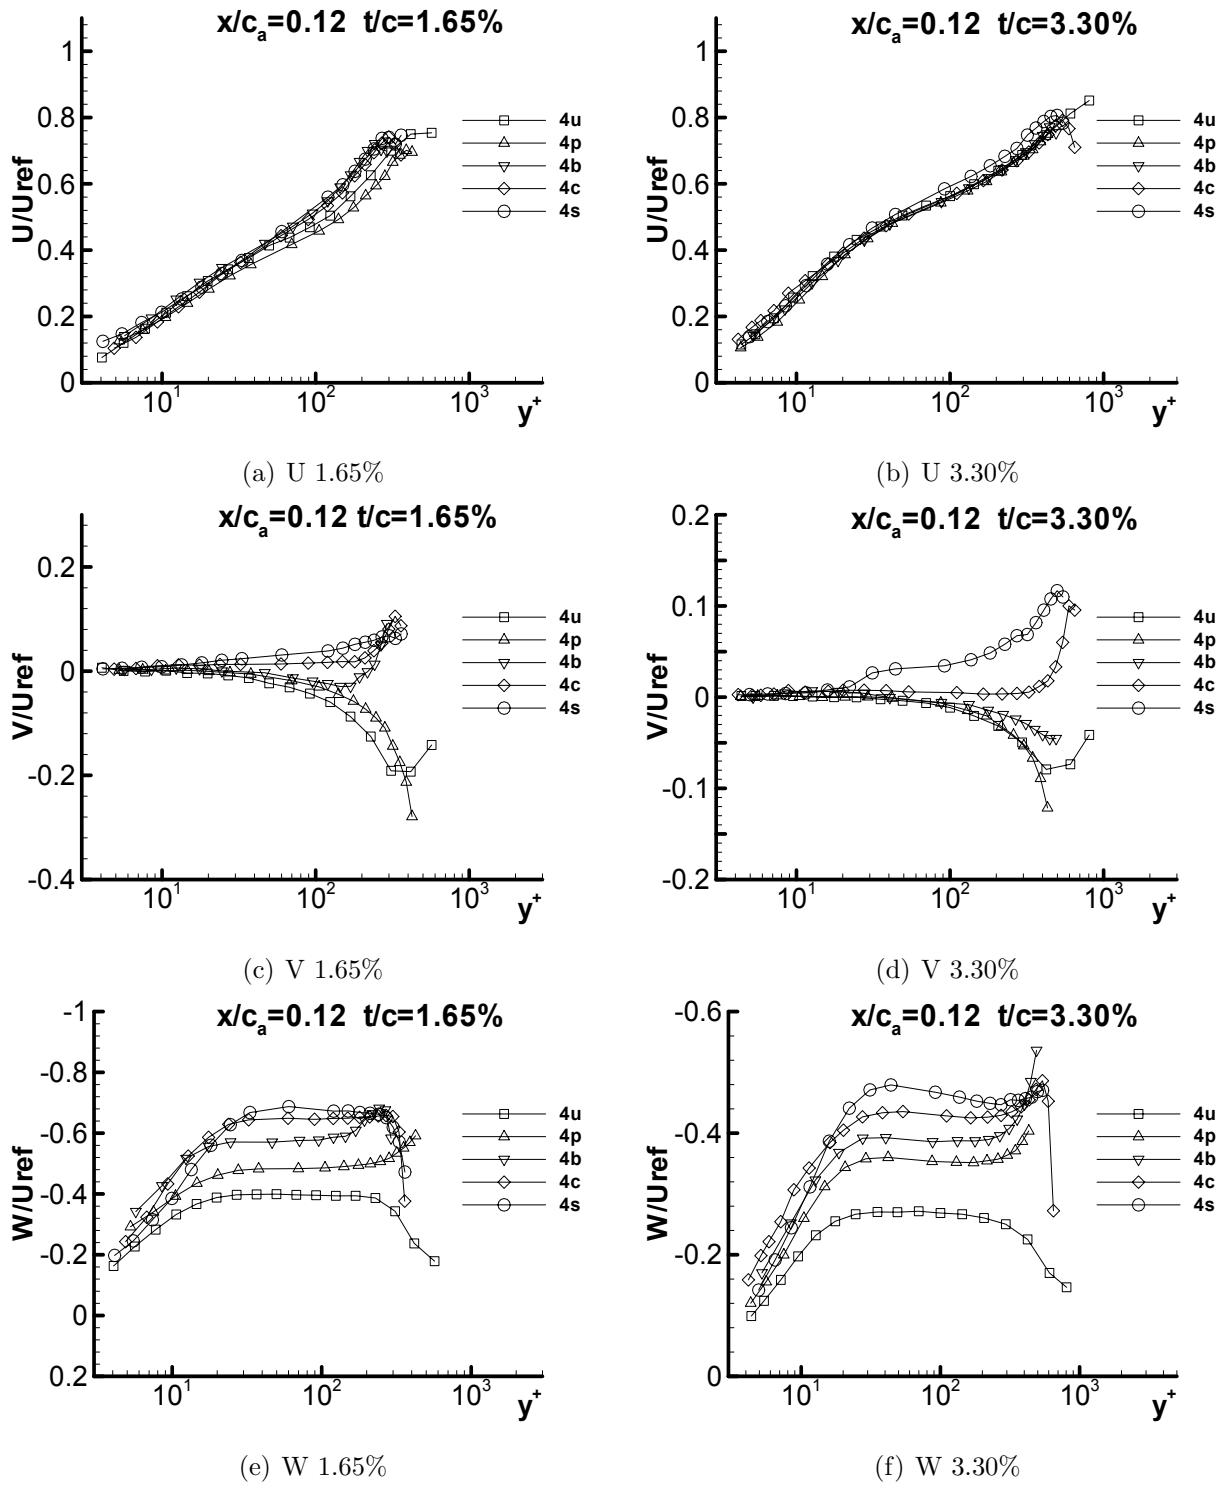 x/ca=0.12 t/c=1.65%
U/Uref
1
0.8
0.6
0.4
0.2
0
10^1
10^2
10^3
y+
4u
4p
4b
4c
4s
(a) U 1.65%
x/ca=0.12 t/c=3.30%
U/Uref
1
0.8
0.6
0.4
0.2
0
10^1
10^2
10^3
y+
4u
4p
4b
4c
4s
(b) U 3.30%
x/ca=0.12 t/c=1.65%
V/Uref
0.2
0
-0.2
-0.4
10^1
10^2
10^3
y+
4u
4p
4b
4c
4s
(c) V 1.65%
x/ca=0.12 t/c=3.30%
V/Uref
0.2
0.1
0
-0.1
-0.2
10^1
10^2
10^3
y+
4u
4p
4b
4c
4s
(d) V 3.30%
x/ca=0.12 t/c=1.65%
W/Uref
-1
-0.8
-0.6
-0.4
-0.2
0
0.2
10^1
10^2
10^3
y+
4u
4p
4b
4c
4s
(e) W 1.65%
x/ca=0.12 t/c=3.30%
W/Uref
-0.6
-0.4
-0.2
0
10^1
10^2
10^3
y+
4u
4p
4b
4c
4s
(f) W 3.30%